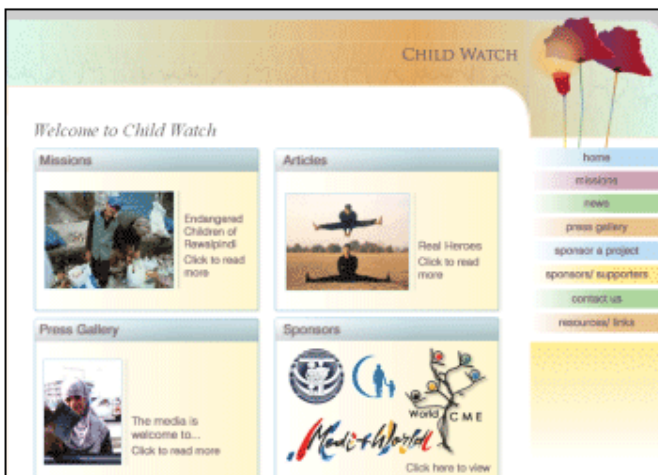 CHILD WATCH
Welcome to Child Watch
Missions
Endangered
Children of
Rawalpindi
Click to read
more
Articles
Real Heroes
Click to read
more
Press Gallery
The media is
welcome to...
Click to read more
Sponsors
World CME
Medi+World
Click here to view
home
missions
news
press gallery
sponsor a project
sponsors/ supporters
contact us
resources/ links